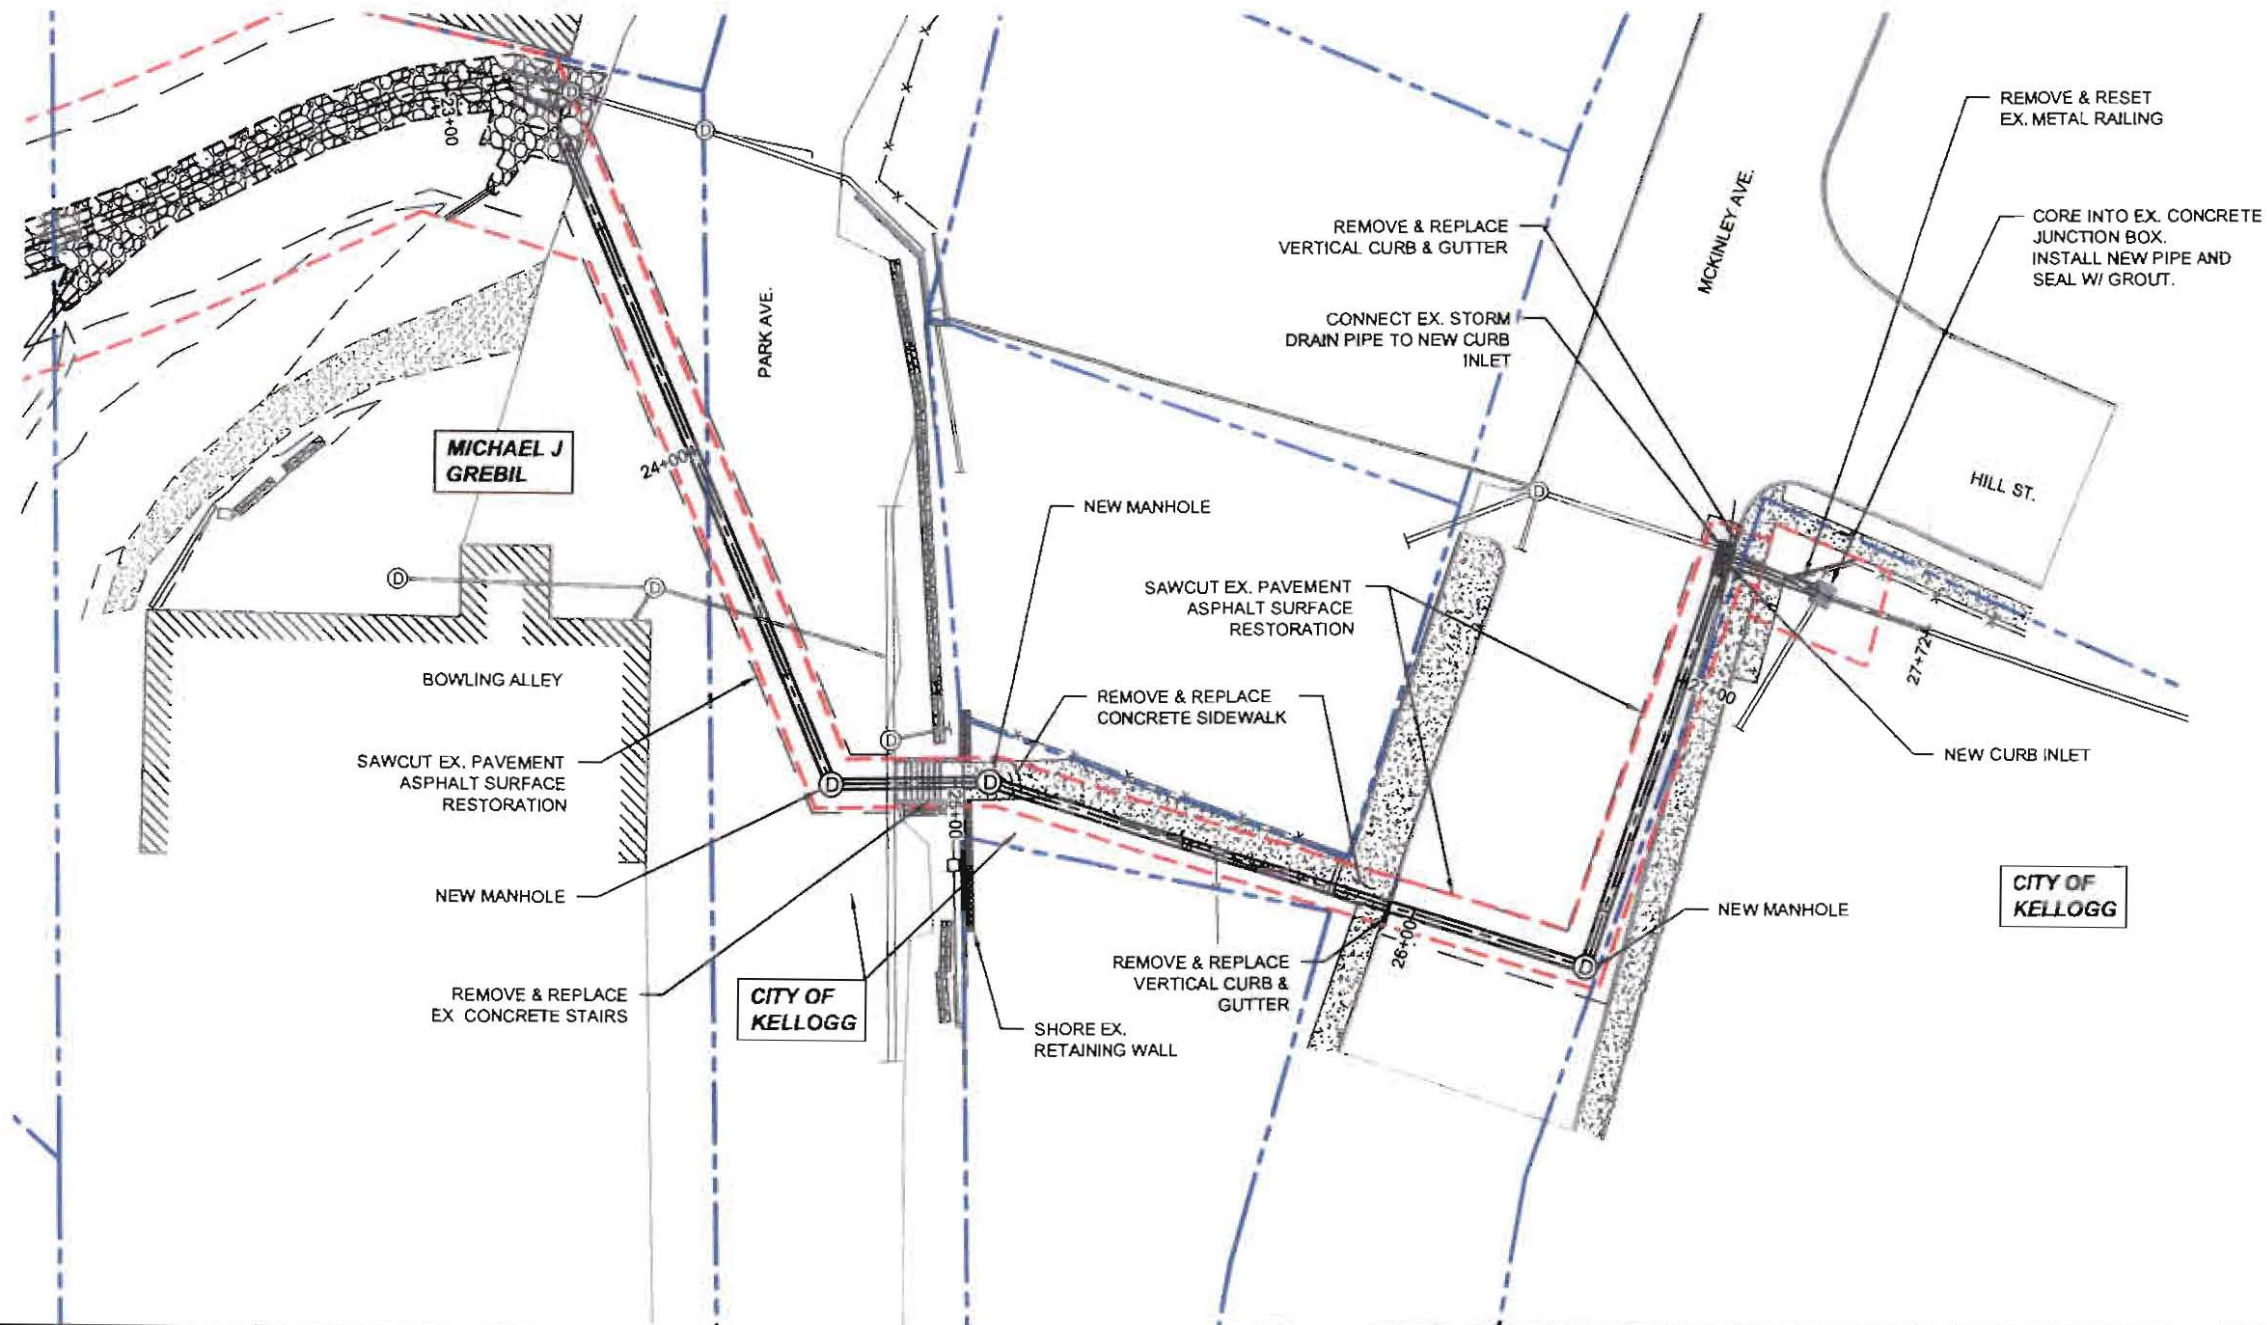 REMOVE & RESET
EX. METAL RAILING
CORE INTO EX. CONCRETE
JUNCTION BOX.
INSTALL NEW PIPE AND
SEAL W/ GROUT.
23+00
MCKINLEY AVE.
REMOVE & REPLACE
VERTICAL CURB & GUTTER
CONNECT EX. STORM
DRAIN PIPE TO NEW CURB
INLET
PARK AVE.
MICHAEL J
GREBIL
24+00
HILL ST.
NEW MANHOLE
SAWCUT EX. PAVEMENT
ASPHALT SURFACE
RESTORATION
BOWLING ALLEY
REMOVE & REPLACE
CONCRETE SIDEWALK
27+00
27+72
NEW CURB INLET
SAWCUT EX. PAVEMENT
ASPHALT SURFACE
RESTORATION
25+00
NEW MANHOLE
NEW MANHOLE
CITY OF
KELLOGG
26+00
REMOVE & REPLACE
VERTICAL CURB &
GUTTER
REMOVE & REPLACE
EX CONCRETE STAIRS
CITY OF
KELLOGG
SHORE EX.
RETAINING WALL
D
D
D
D
D
D
D
D
D